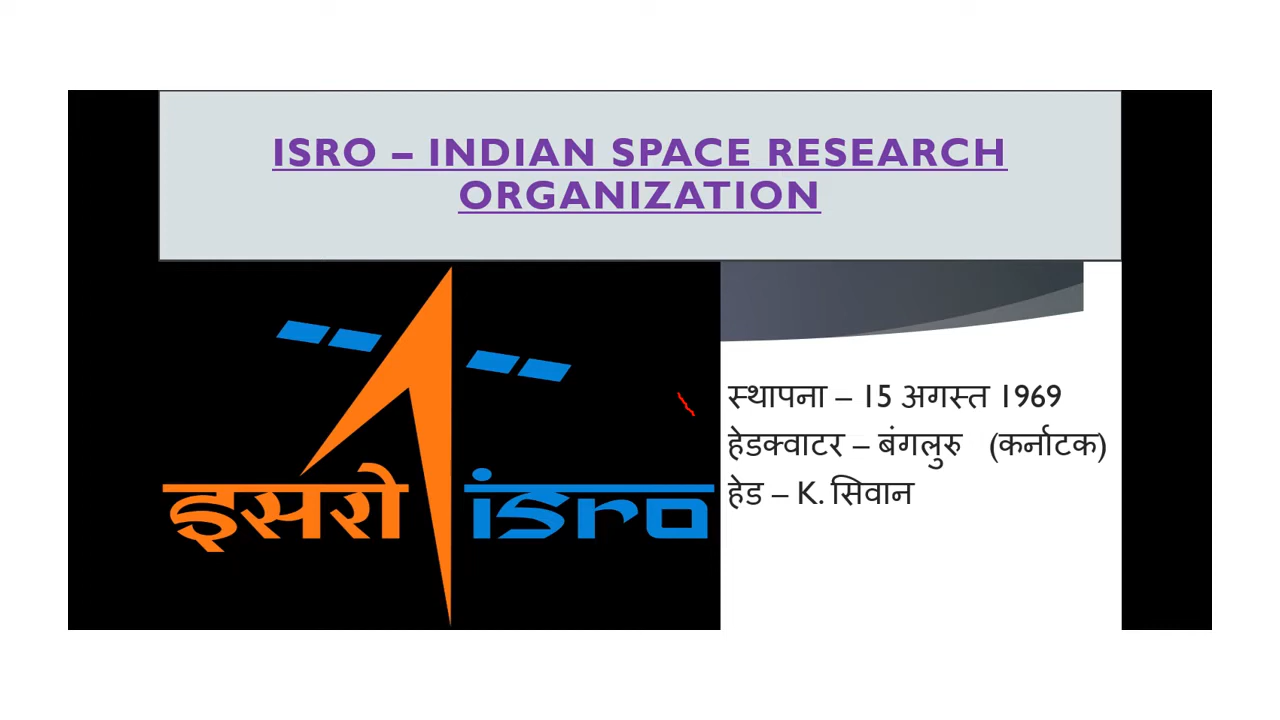 ISRO – INDIAN SPACE RESEARCH
ORGANIZATION
इसरो isro
स्थापना – 15 अगस्त 1969
हेडक्वाटर – बंगलुरु (कर्नाटक)
हेड – K. सिवान